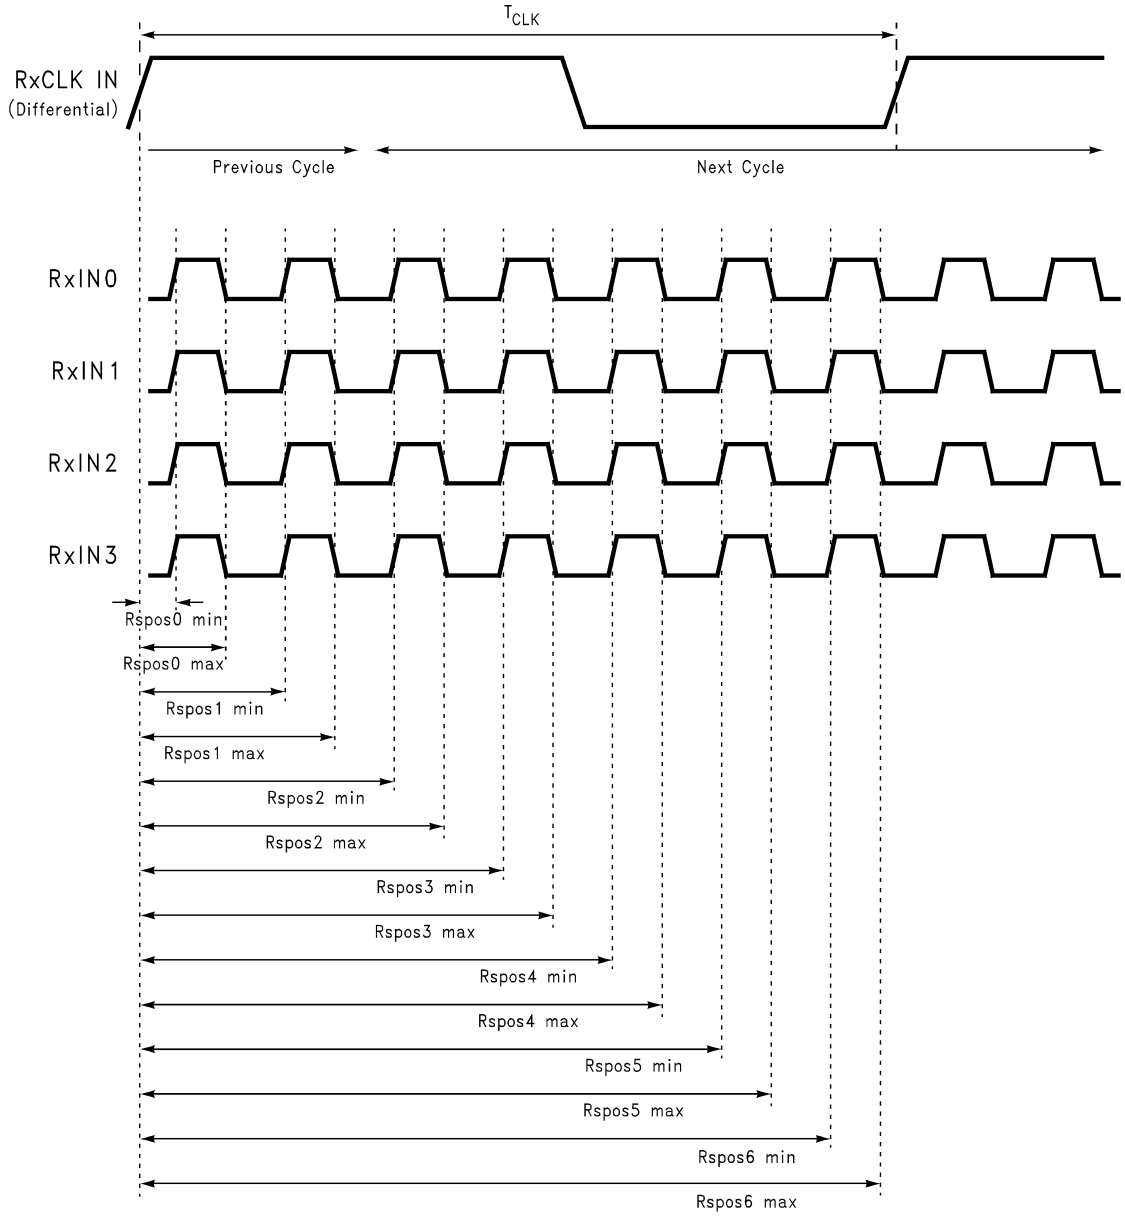 TCLK
RxCLK IN
(Differential)
Previous Cycle
Next Cycle
RxIN0
RxIN1
RxIN2
RxIN3
Rspos0 min
Rspos0 max
Rspos1 min
Rspos1 max
Rspos2 min
Rspos2 max
Rspos3 min
Rspos3 max
Rspos4 min
Rspos4 max
Rspos5 min
Rspos5 max
Rspos6 min
Rspos6 max